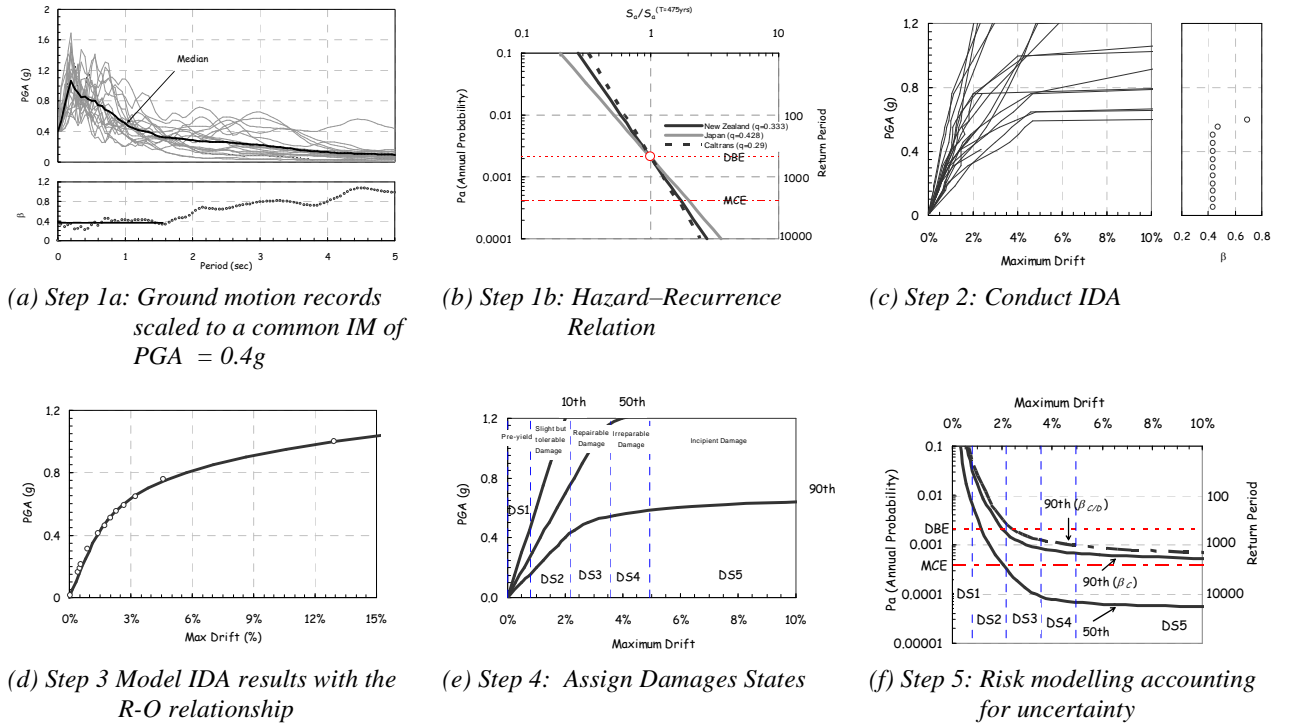 2
1.6
1.2
0.8
0.4
0
PGA (g)
Median
1.2
0.8
0.4
0
β
0 1 2 3 4 5
Period (sec)
(a) Step 1a: Ground motion records
scaled to a common IM of
PGA = 0.4g
Sa/Sa(T=475yrs)
0.1 1 10
0.1
0.01
0.001
0.0001
Pa (Annual Probability)
New Zealand (q=0.333)
Japan (q=0.428)
Caltrans (q=0.29)
DBE
MCE
100
1000
10000
Return Period
(b) Step 1b: Hazard–Recurrence
Relation
1.2
0.8
0.4
0
PGA (g)
0% 2% 4% 6% 8% 10%
Maximum Drift
0.2 0.4 0.6 0.8
β
(c) Step 2: Conduct IDA
1.2
0.8
0.4
0
PGA (g)
0% 3% 6% 9% 12% 15%
Max Drift (%)
(d) Step 3 Model IDA results with the
R-O relationship
10th 50th
1.2
0.8
0.4
0.0
PGA (g)
Pre-yield
Slight but
tolerable
Damage
Repairable
Damage
Irreparable
Damage
Incipient Damage
90th
DS1
DS2 DS3 DS4 DS5
0% 2% 4% 6% 8% 10%
Maximum Drift
(e) Step 4: Assign Damages States
Maximum Drift
0% 2% 4% 6% 8% 10%
0.1
0.01
DBE
0.001
MCE
0.0001
0.00001
Pa (Annual Probability)
90th (βC/D)
90th (βC)
50th
DS1
DS2 DS3 DS4 DS5
100
1000
10000
Return Period
0% 2% 4% 6% 8% 10%
(f) Step 5: Risk modelling accounting
for uncertainty